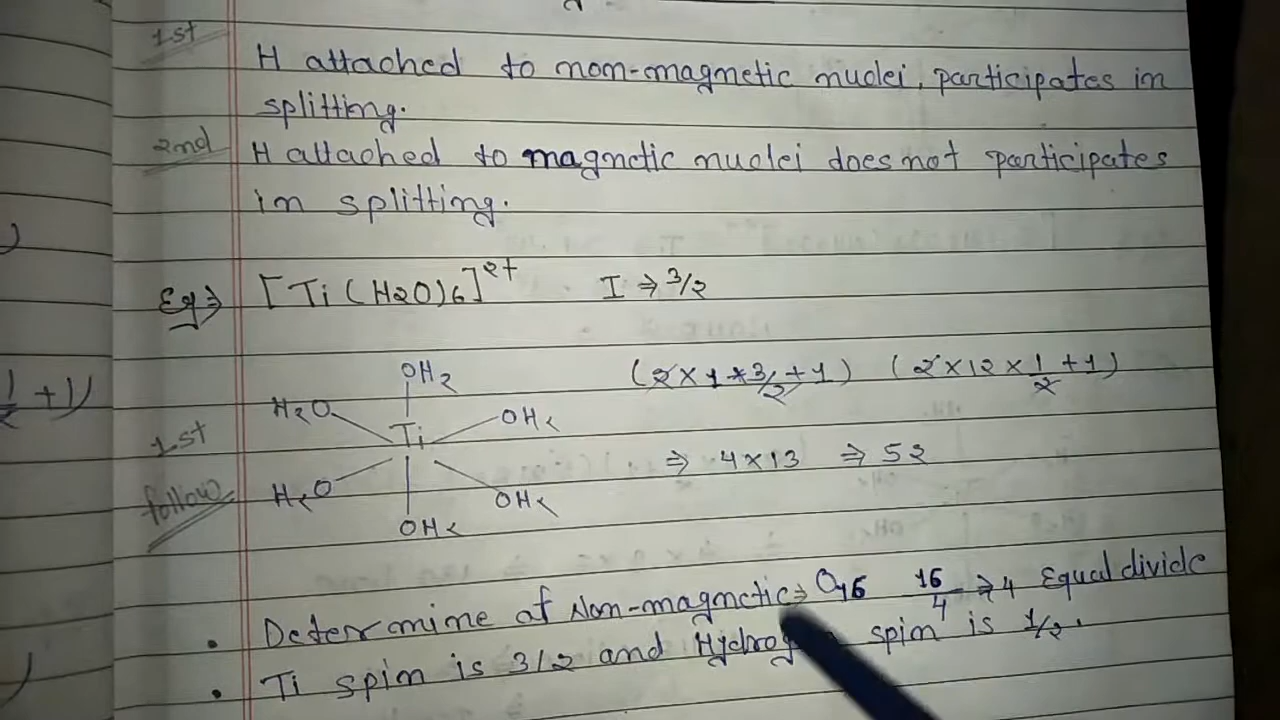 1st
H attached to non-magnetic nuclei, participates in
splitting.
2nd
H attached to magnetic nuclei does not participates
in splitting.
Eg⇒ [Ti(H2O)6]2+ I ⇒ 3/2
(2×1×3/2+1) (2×12×1/2+1)
1/2 +1)
OH2
H2O
OH2
Ti
1st
follow
H2O
OH2
OH2
⇒ 4×13 ⇒ 52
• Determine of Non-magnetic⇒ O16 16/4 ⇒ 4 Equal divide
• Ti spin is 3/2 and spin is 1/2.